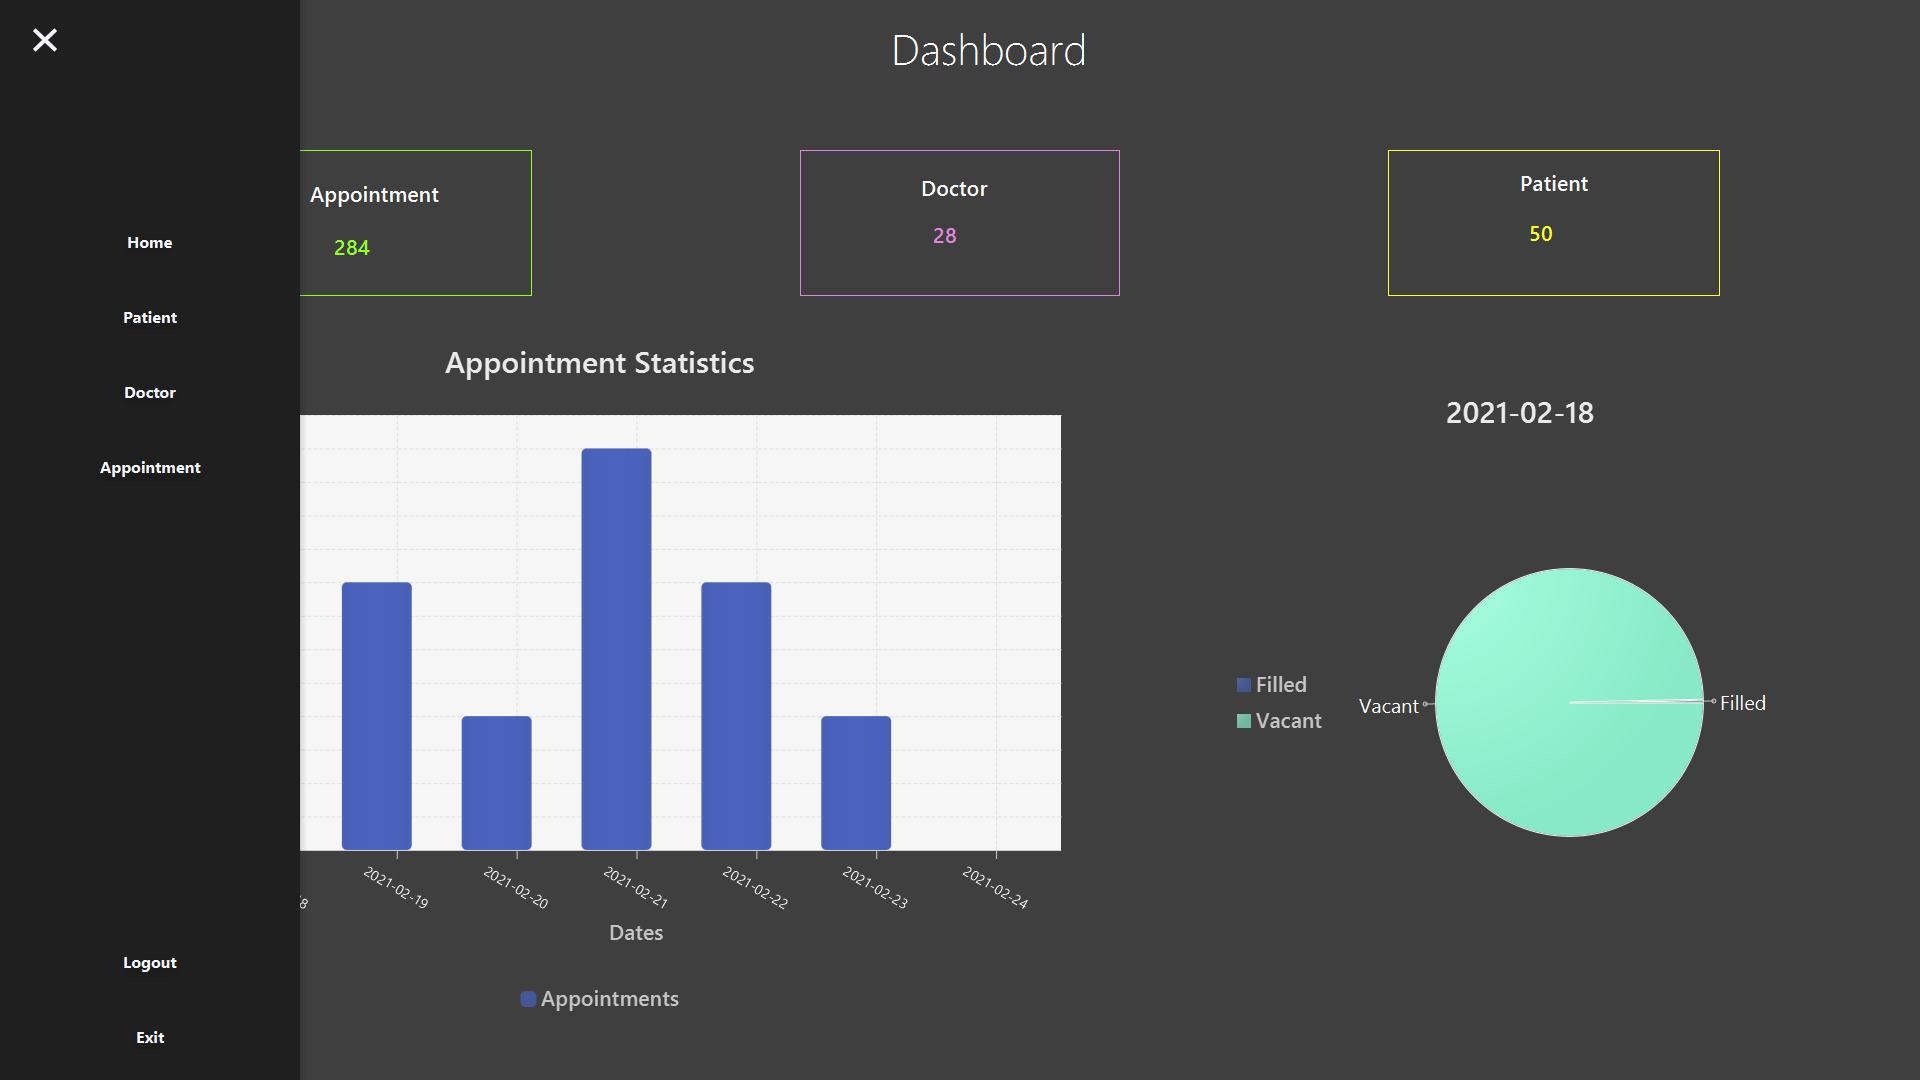 Dashboard
Home
Patient
Doctor
Appointment
Logout
Exit
Appointment
284
Doctor
28
Patient
50
Appointment Statistics
8
2021-02-19
2021-02-20
2021-02-21
2021-02-22
2021-02-23
2021-02-24
Dates
Appointments
2021-02-18
Filled
Vacant
Vacant
Filled